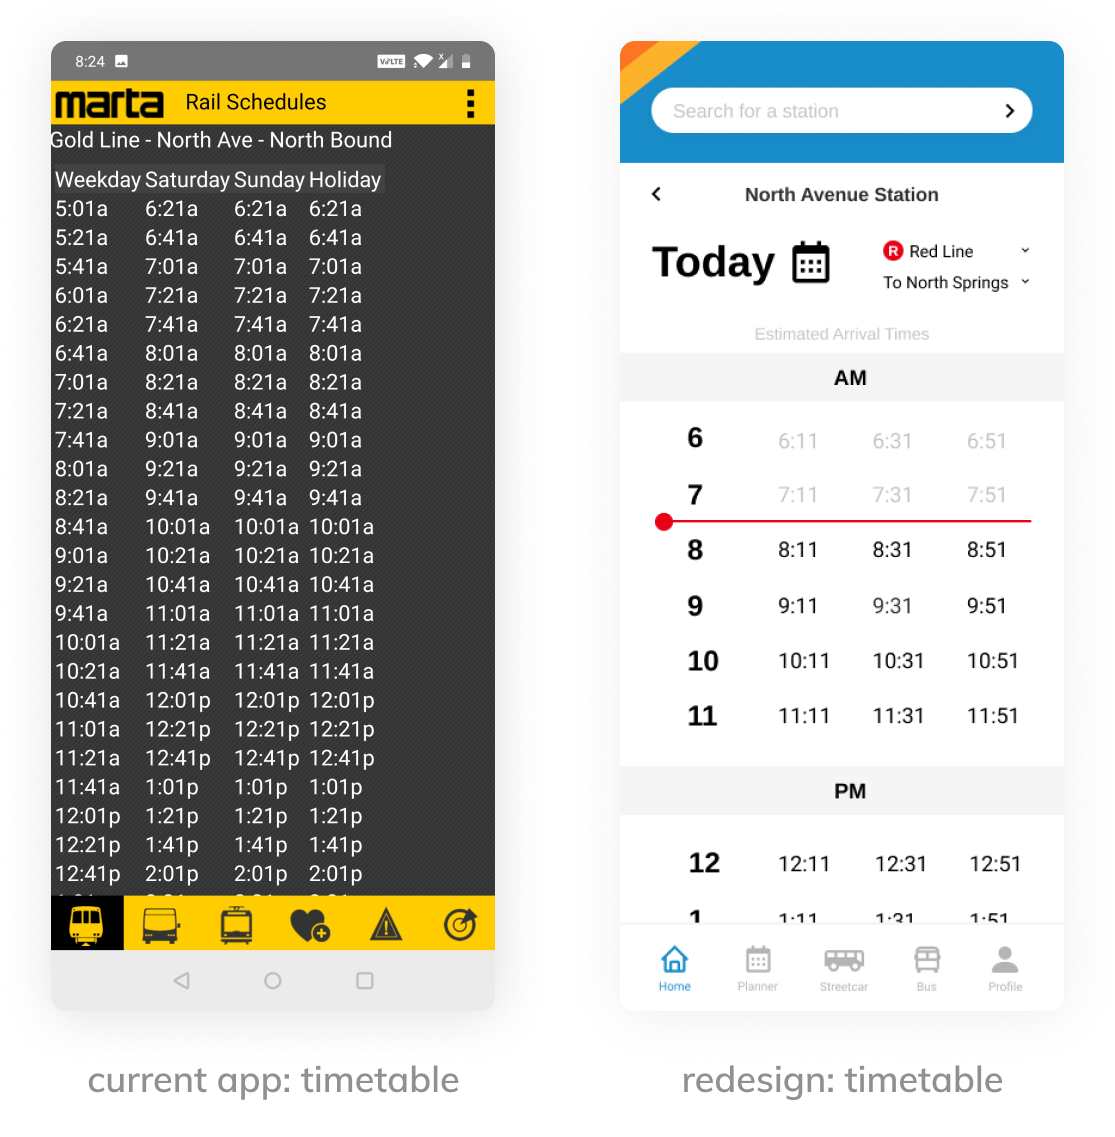 8:24
VoLTE
marta Rail Schedules
Gold Line - North Ave - North Bound
Weekday Saturday Sunday Holiday
5:01a 6:21a 6:21a 6:21a
5:21a 6:41a 6:41a 6:41a
5:41a 7:01a 7:01a 7:01a
6:01a 7:21a 7:21a 7:21a
6:21a 7:41a 7:41a 7:41a
6:41a 8:01a 8:01a 8:01a
7:01a 8:21a 8:21a 8:21a
7:21a 8:41a 8:41a 8:41a
7:41a 9:01a 9:01a 9:01a
8:01a 9:21a 9:21a 9:21a
8:21a 9:41a 9:41a 9:41a
8:41a 10:01a 10:01a 10:01a
9:01a 10:21a 10:21a 10:21a
9:21a 10:41a 10:41a 10:41a
9:41a 11:01a 11:01a 11:01a
10:01a 11:21a 11:21a 11:21a
10:21a 11:41a 11:41a 11:41a
10:41a 12:01p 12:01p 12:01p
11:01a 12:21p 12:21p 12:21p
11:21a 12:41p 12:41p 12:41p
11:41a 1:01p 1:01p 1:01p
12:01p 1:21p 1:21p 1:21p
12:21p 1:41p 1:41p 1:41p
12:41p 2:01p 2:01p 2:01p
current app: timetable
Search for a station
North Avenue Station
Today
R Red Line
To North Springs
Estimated Arrival Times
AM
6 6:11 6:31 6:51
7 7:11 7:31 7:51
8 8:11 8:31 8:51
9 9:11 9:31 9:51
10 10:11 10:31 10:51
11 11:11 11:31 11:51
PM
12 12:11 12:31 12:51
1 1:11 1:31 1:51
Home Planner Streetcar Bus Profile
redesign: timetable